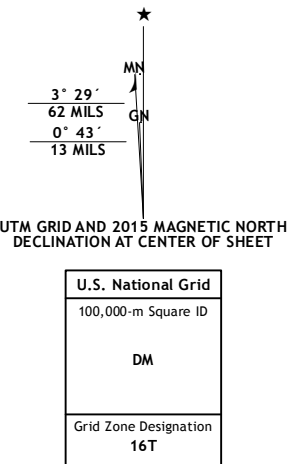 ★
MN
3° 29´
62 MILS
GN
0° 43´
13 MILS
UTM GRID AND 2015 MAGNETIC NORTH
DECLINATION AT CENTER OF SHEET
U.S. National Grid
100,000-m Square ID
DM
Grid Zone Designation
16T